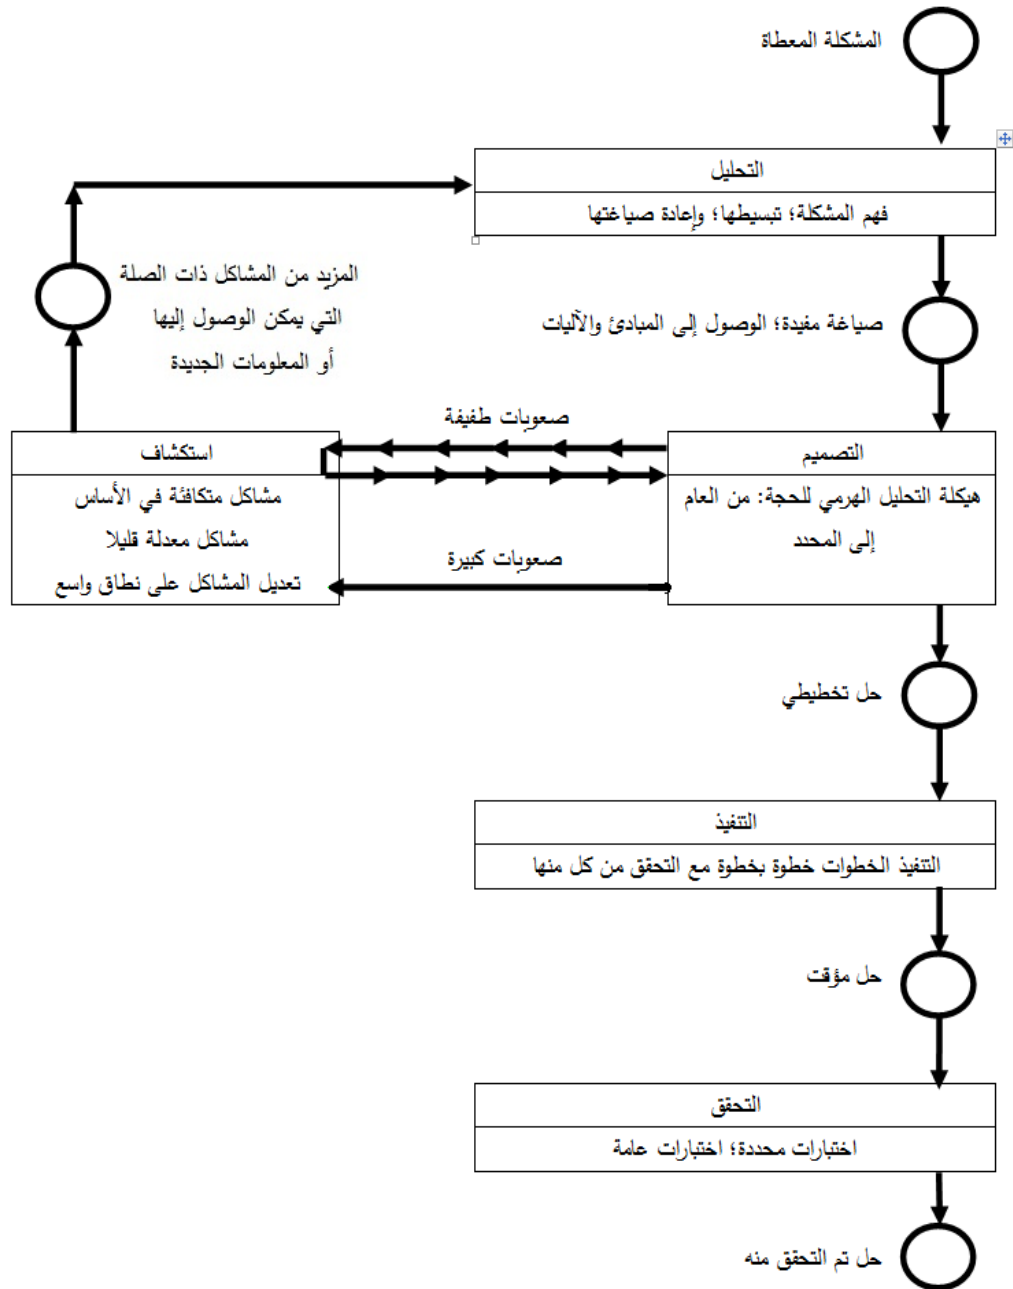 المشكلة المعطاة
التحليل
فهم المشكلة؛ تبسيطها؛ وإعادة صياغتها
المزيد من المشاكل ذات الصلة
التي يمكن الوصول إليها
أو المعلومات الجديدة
صياغة مفيدة؛ الوصول إلى المبادئ والآليات
صعوبات طفيفة
التصميم
هيكلة التحليل الهرمي للحجة: من العام
إلى المحدد
استكشاف
مشاكل متكافئة في الأساس
مشاكل معدلة قليلا
تعديل المشاكل على نطاق واسع
صعوبات كبيرة
حل تخطيطي
التنفيذ
التنفيذ الخطوات خطوة بخطوة مع التحقق من كل منها
حل مؤقت
التحقق
اختبارات محددة؛ اختبارات عامة
حل تم التحقق منه